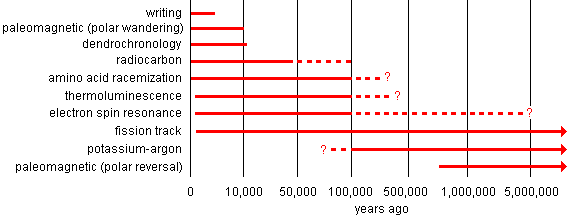 writing
paleomagnetic (polar wandering)
dendrochronology
radiocarbon
amino acid racemization ?
thermoluminescence ?
electron spin resonance ?
fission track
potassium-argon ?
paleomagnetic (polar reversal)
0 10,000 50,000 100,000 500,000 1,000,000 5,000,000
years ago